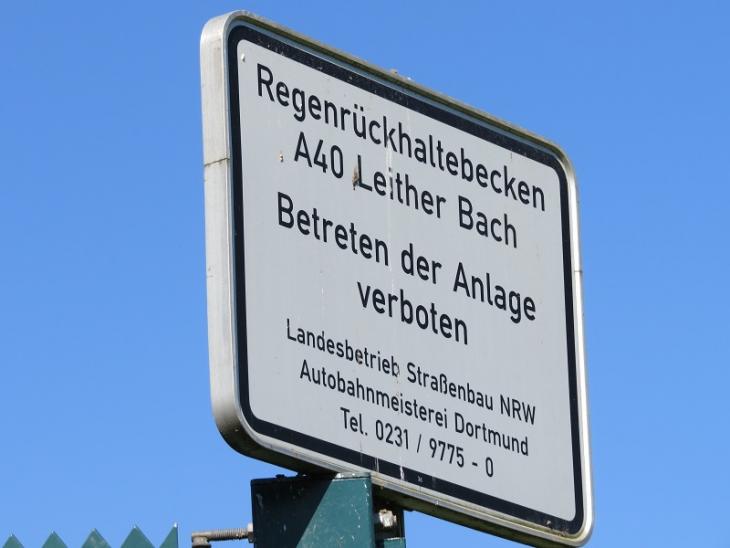 Regenrückhaltebecken
A40 Leither Bach
Betreten der Anlage
verboten
Landesbetrieb Straßenbau NRW
Autobahnmeisterei Dortmund
Tel. 0231 / 9775 - 0